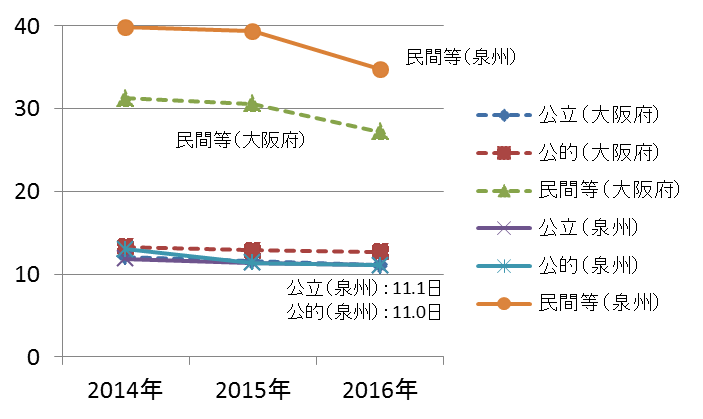 40
30
20
10
0
2014年
2015年
2016年
民間等（泉州）
民間等（大阪府）
公立（泉州）：11.1日
公的（泉州）：11.0日
公立（大阪府）
公的（大阪府）
民間等（大阪府）
公立（泉州）
公的（泉州）
民間等（泉州）